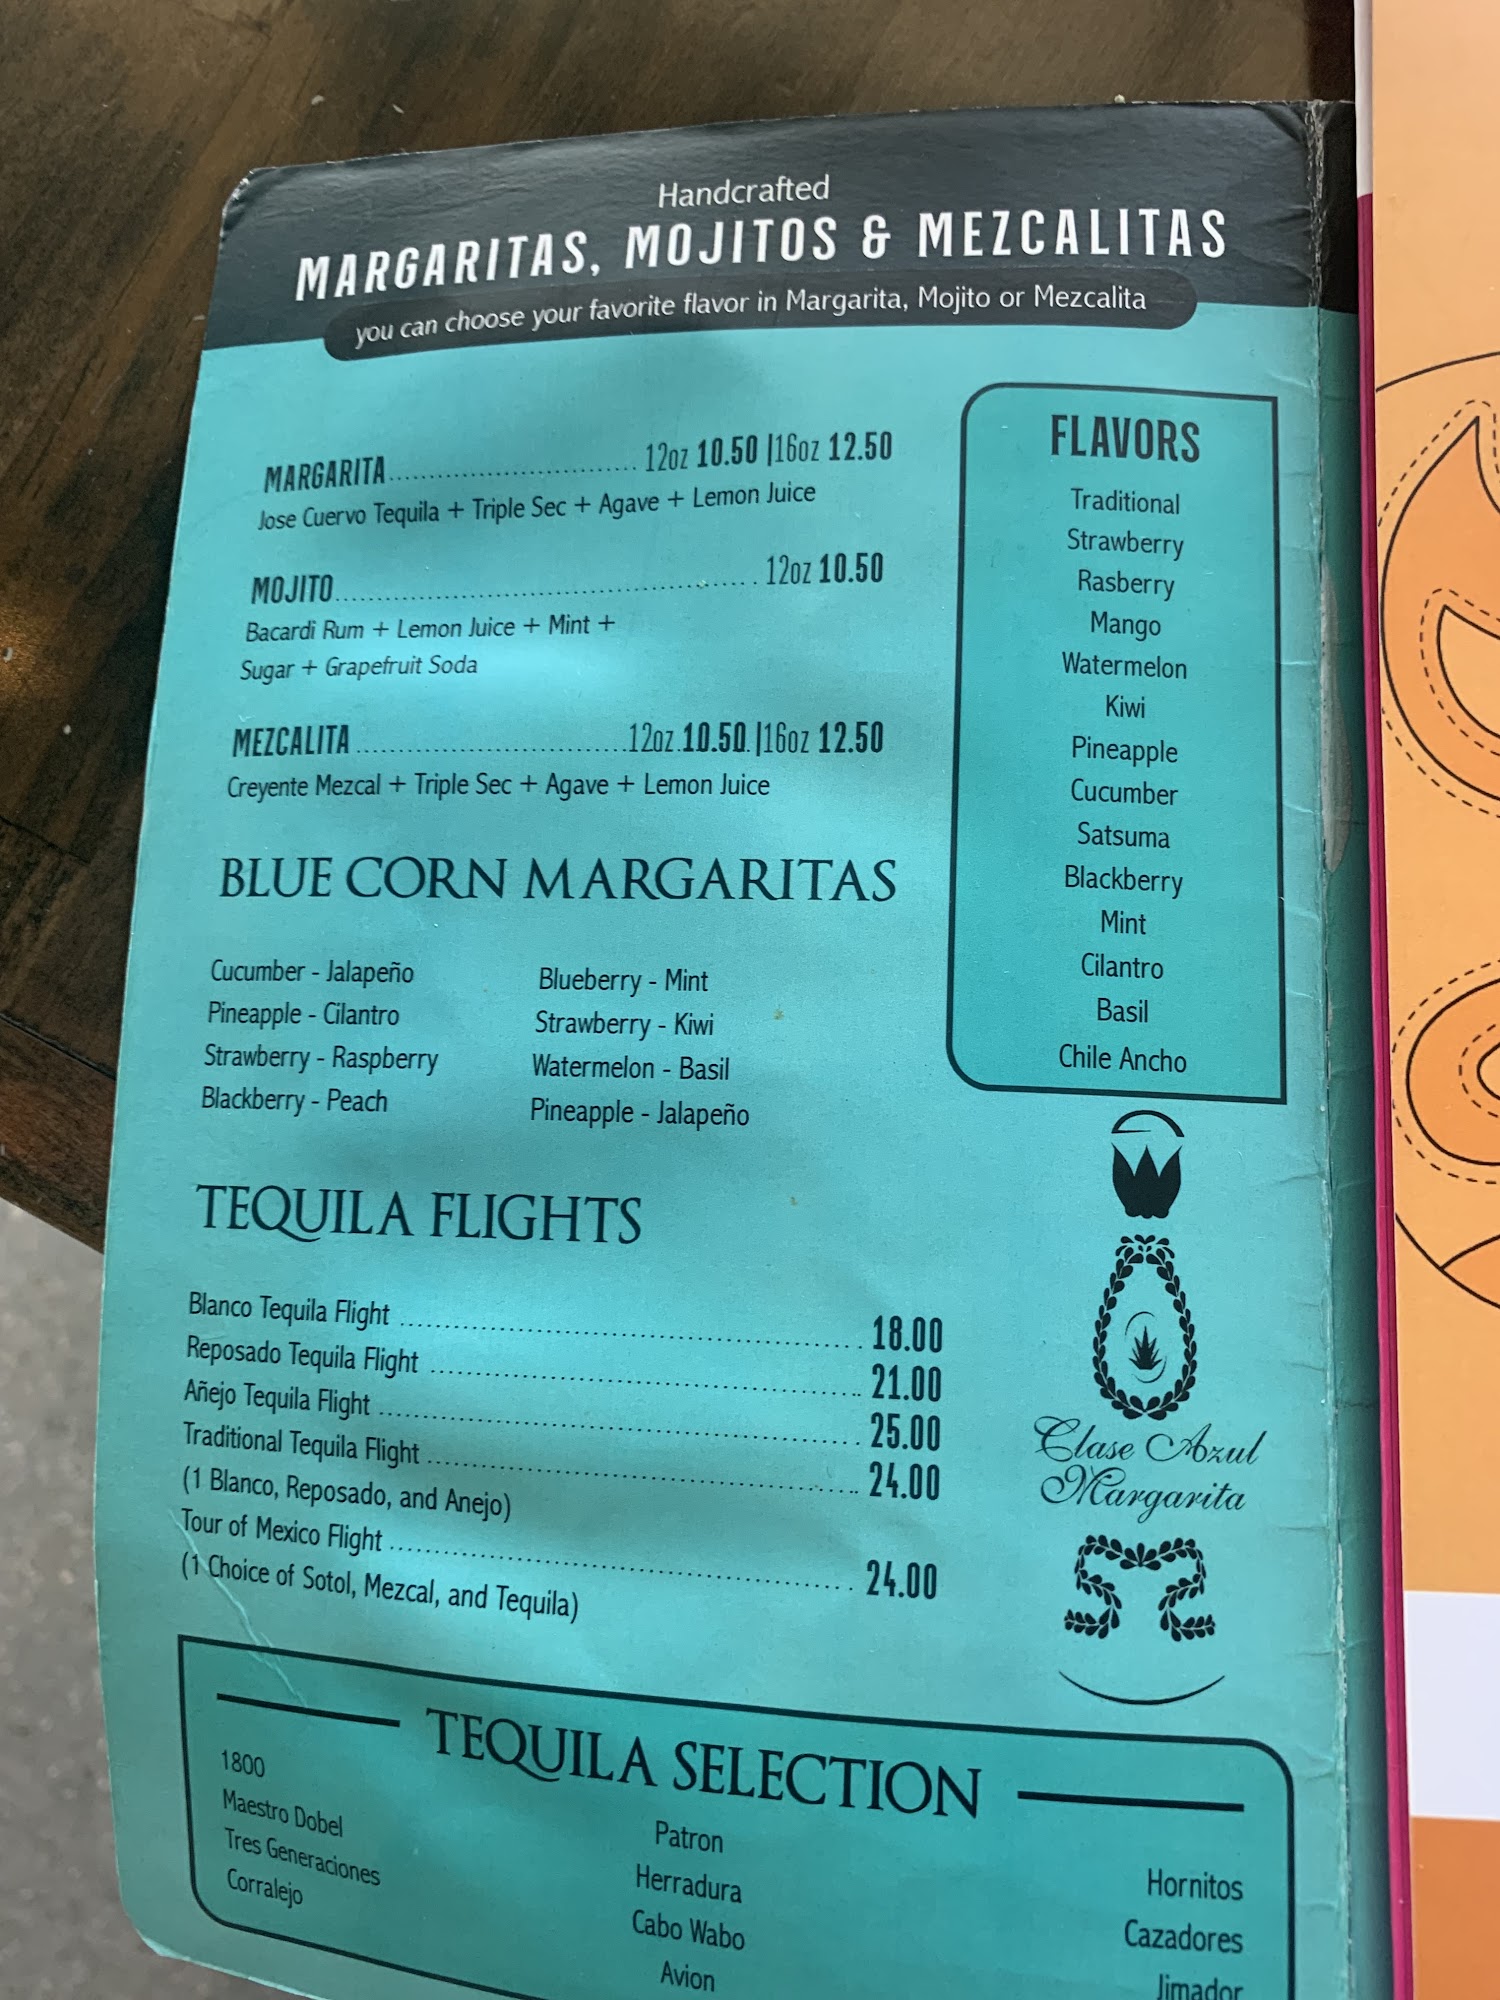 Handcrafted
MARGARITAS, MOJITOS & MEZCALITAS
you can choose your favorite flavor in Margarita, Mojito or Mezcalita
MARGARITA................................ 12oz 10.50 |16oz 12.50
Jose Cuervo Tequila + Triple Sec + Agave + Lemon Juice
MOJITO........................................................ 12oz 10.50
Bacardi Rum + Lemon Juice + Mint +
Sugar + Grapefruit Soda
MEZCALITA ...................................12oz 10.50 |16oz 12.50
Creyente Mezcal + Triple Sec + Agave + Lemon Juice
FLAVORS
Traditional
Strawberry
Rasberry
Mango
Watermelon
Kiwi
Pineapple
Cucumber
Satsuma
Blackberry
Mint
Cilantro
Basil
Chile Ancho
BLUE CORN MARGARITAS
Cucumber - Jalapeño
Pineapple - Cilantro
Strawberry - Raspberry
Blackberry - Peach
Blueberry - Mint
Strawberry - Kiwi
Watermelon - Basil
Pineapple - Jalapeño
TEQUILA FLIGHTS
Blanco Tequila Flight ........................................................ 18.00
Reposado Tequila Flight .................................................... 21.00
Añejo Tequila Flight .......................................................... 25.00
Traditional Tequila Flight .................................................... 24.00
(1 Blanco, Reposado, and Anejo)
Tour of Mexico Flight ........................................................ 24.00
(1 Choice of Sotol, Mezcal, and Tequila)
Clase Azul
Margarita
TEQUILA SELECTION
1800
Maestro Dobel
Tres Generaciones
Corralejo
Patron
Herradura
Cabo Wabo
Avion
Hornitos
Cazadores
Jimador